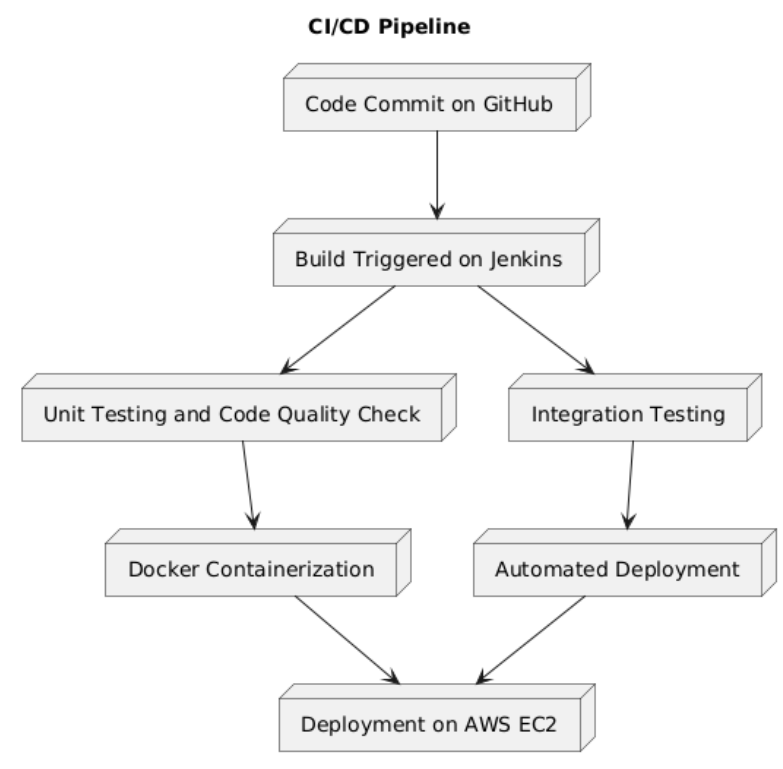 CI/CD Pipeline
Code Commit on GitHub
Build Triggered on Jenkins
Unit Testing and Code Quality Check
Integration Testing
Docker Containerization
Automated Deployment
Deployment on AWS EC2